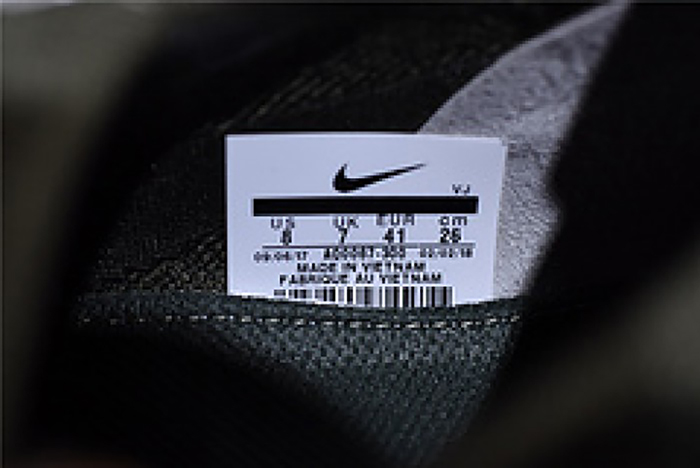 VJ
US UK EUR cm
8 7 41 26
MADE IN VIETNAM
FABRIQUE AU VIETNAM